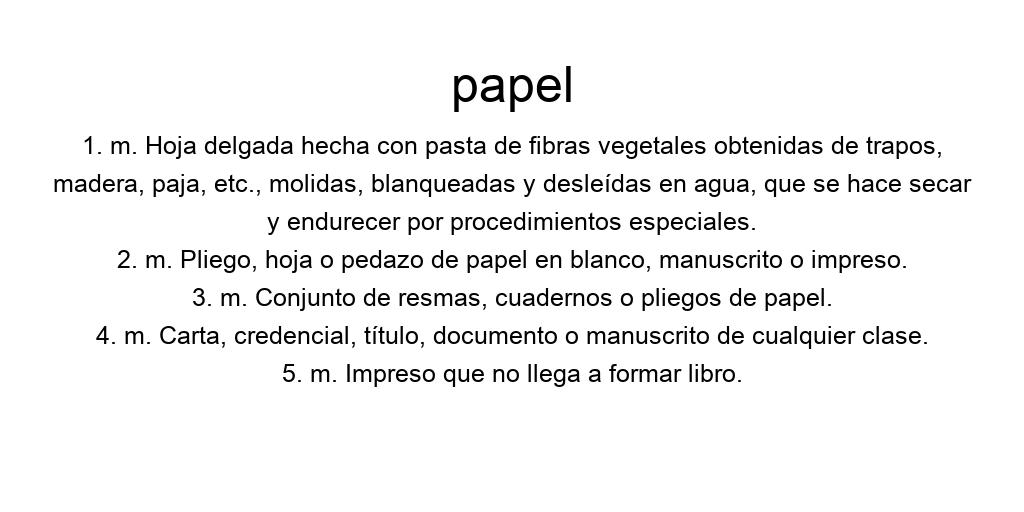 papel
1. m. Hoja delgada hecha con pasta de fibras vegetales obtenidas de trapos,
madera, paja, etc., molidas, blanqueadas y desleídas en agua, que se hace secar
y endurecer por procedimientos especiales.
2. m. Pliego, hoja o pedazo de papel en blanco, manuscrito o impreso.
3. m. Conjunto de resmas, cuadernos o pliegos de papel.
4. m. Carta, credencial, título, documento o manuscrito de cualquier clase.
5. m. Impreso que no llega a formar libro.